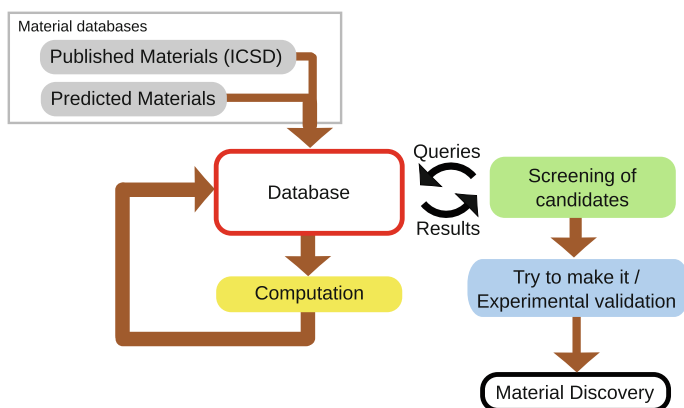 Material databases
Published Materials (ICSD)
Predicted Materials
Database
Queries
Results
Screening of
candidates
Computation
Try to make it /
Experimental validation
Material Discovery